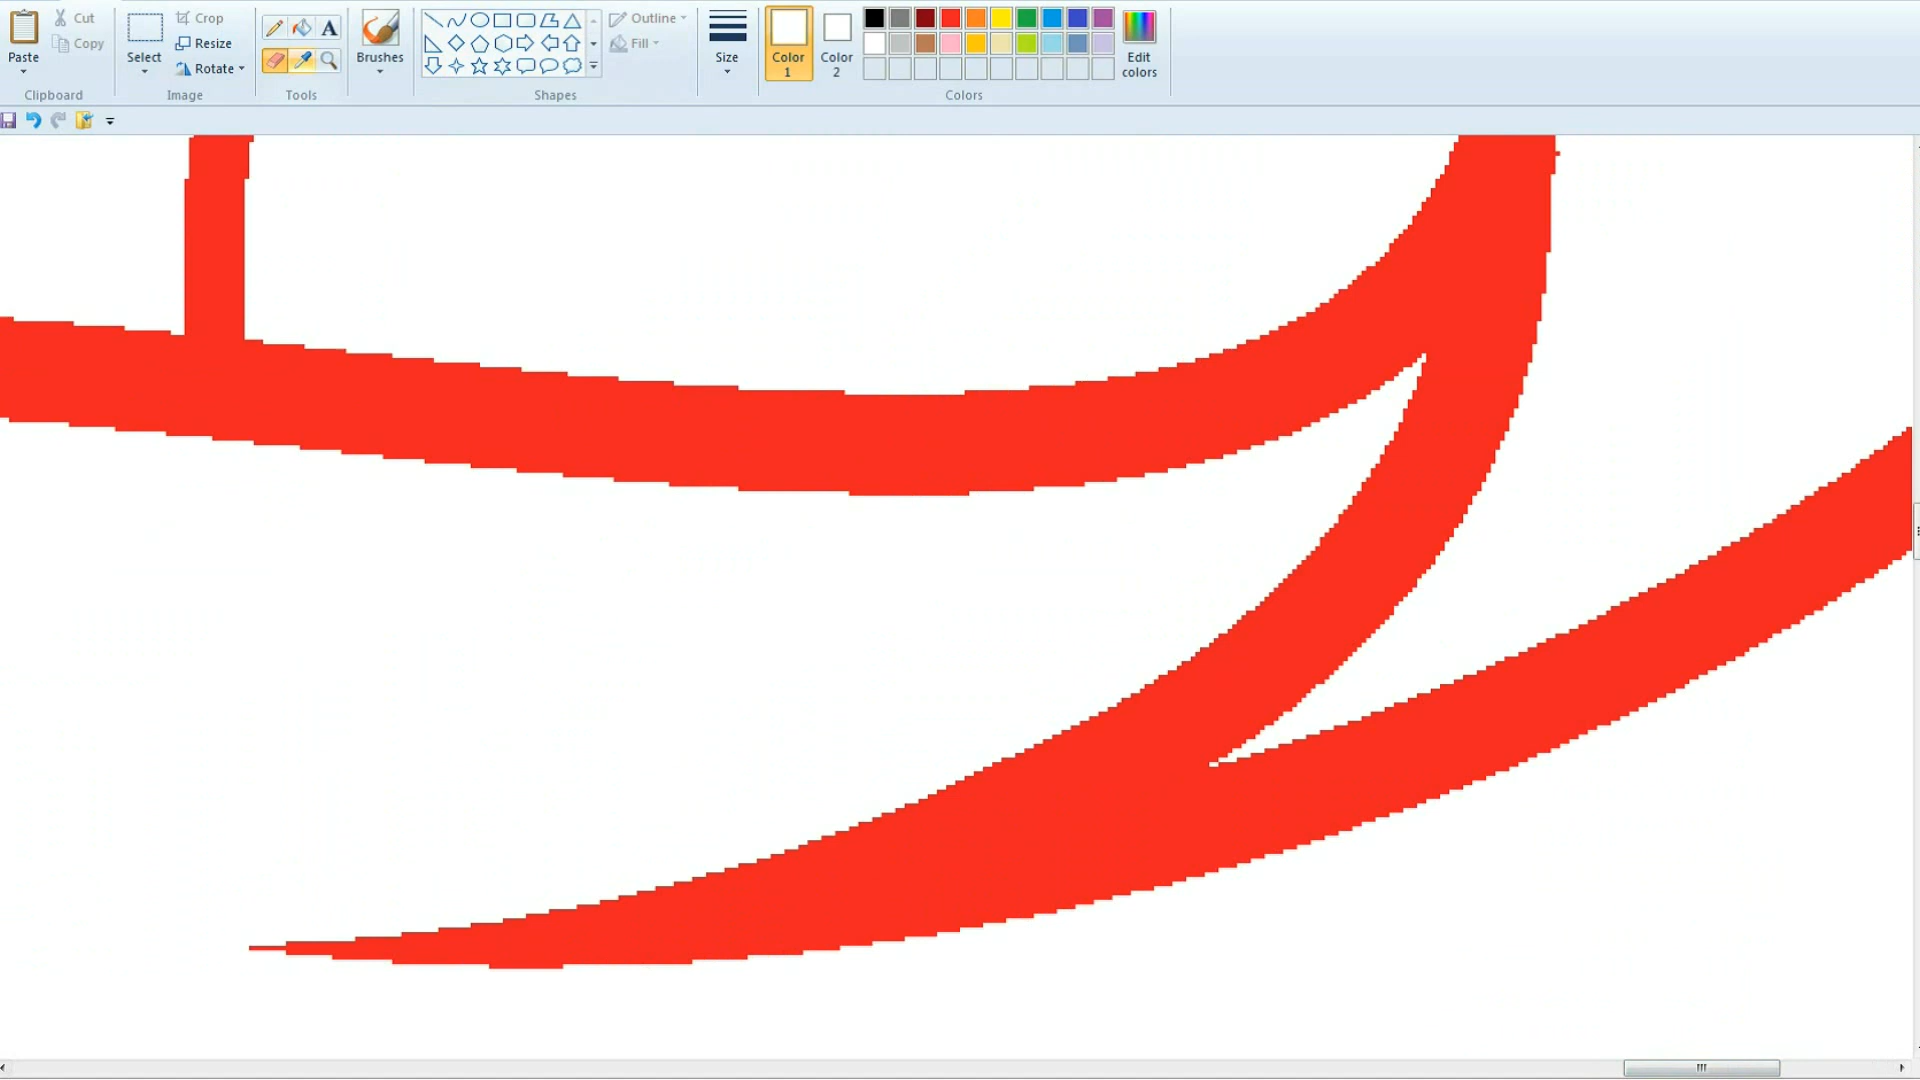 Paste
Cut
Copy
Clipboard
Select
Crop
Resize
Rotate
Image
A
Tools
Brushes
Shapes
Outline
Fill
Size
Color
1
Color
2
Colors
Edit
colors